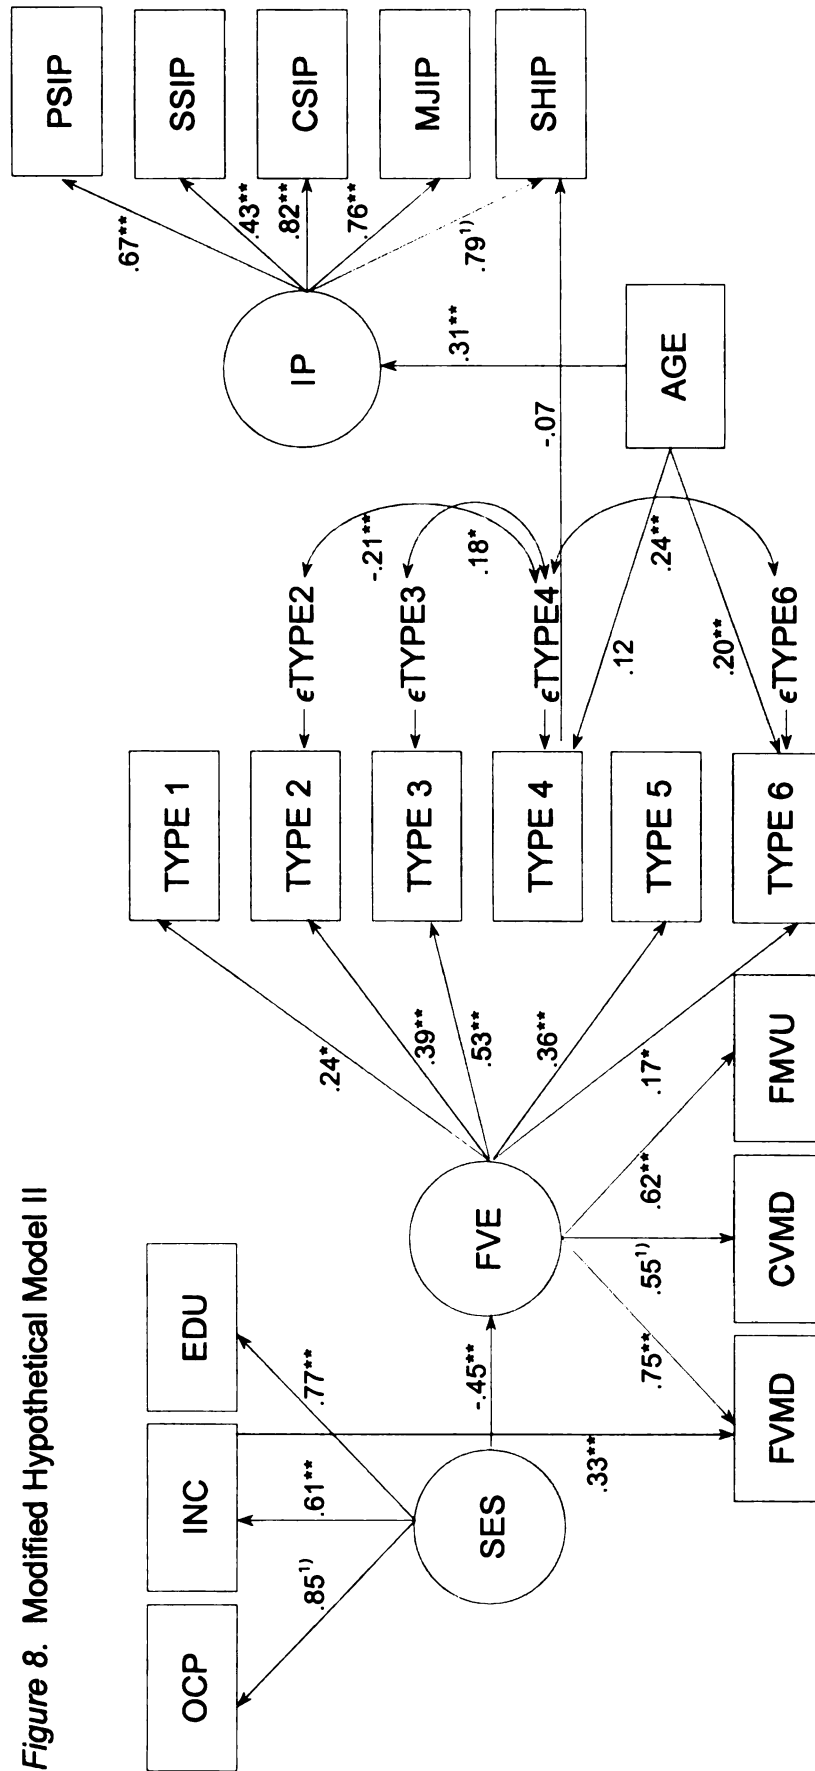 Figure 8. Modified Hypothetical Model II
OCP
INC
EDU
.85¹⁾
.61**
.77**
SES
-.45**
FVE
.33**
.75**
.55¹⁾
.62**
FVMD
CVMD
FMVU
.24*
.39**
.53**
.36**
.17*
TYPE 1
TYPE 2
TYPE 3
TYPE 4
TYPE 5
TYPE 6
εTYPE2
εTYPE3
εTYPE4
εTYPE6
-.21**
.18*
.24**
.12
.20**
-.07
AGE
.31**
IP
.67**
.43**
.82**
.76**
.79¹⁾
PSIP
SSIP
CSIP
MJIP
SHIP